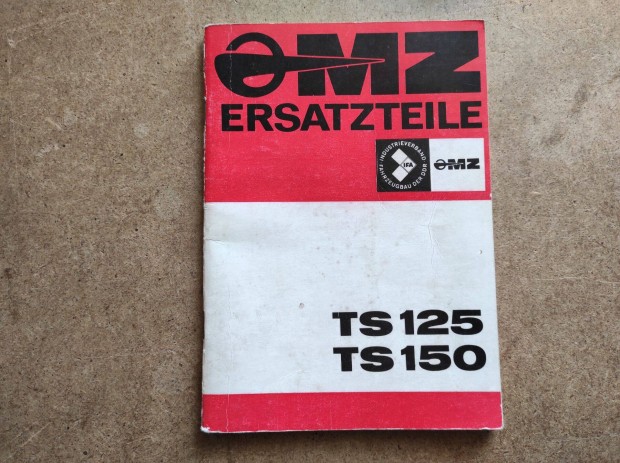 MZ
ERSATZTEILE
INDUSTRIEVERBAND
FAHRZEUGBAU DER DDR
IFA
MZ
TS 125
TS 150